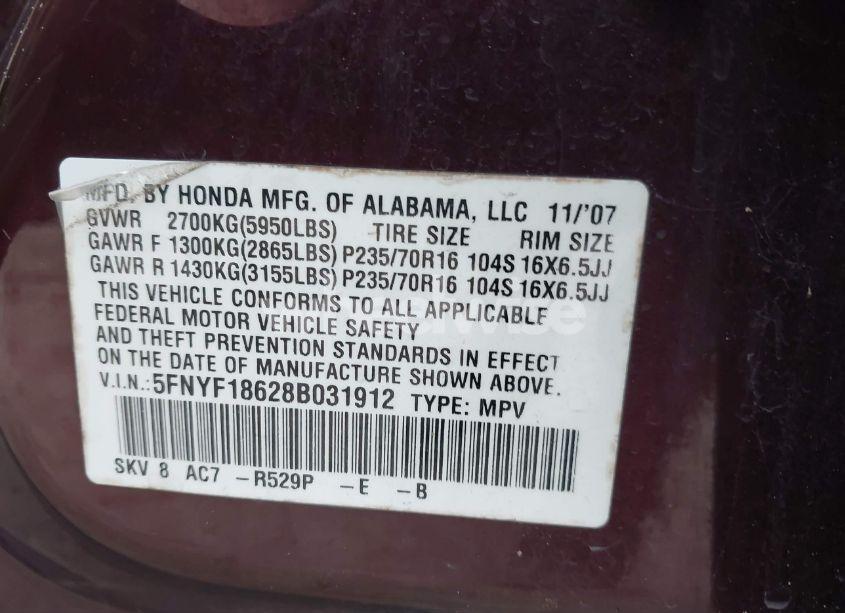 MFD. BY HONDA MFG. OF ALABAMA, LLC 11/'07
GVWR 2700KG(5950LBS) TIRE SIZE RIM SIZE
GAWR F 1300KG(2865LBS) P235/70R16 104S 16X6.5JJ
GAWR R 1430KG(3155LBS) P235/70R16 104S 16X6.5JJ
THIS VEHICLE CONFORMS TO ALL APPLICABLE
FEDERAL MOTOR VEHICLE SAFETY
AND THEFT PREVENTION STANDARDS IN EFFECT
ON THE DATE OF MANUFACTURE SHOWN ABOVE.
V.I.N.:5FNYF18628B031912 TYPE: MPV
SKV 8 AC7 -R529P -E -B